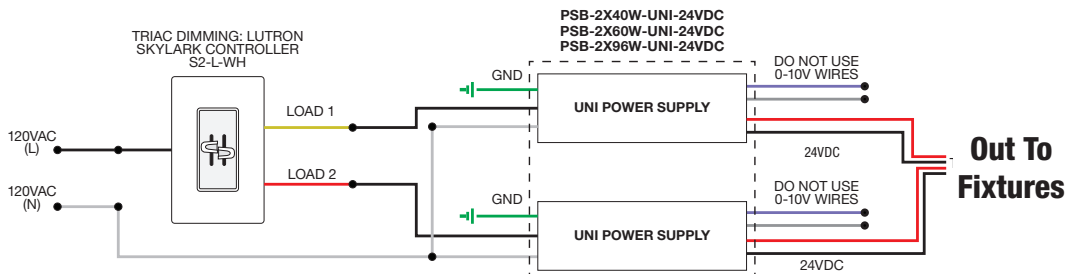 PSB-2X40W-UNI-24VDC
PSB-2X60W-UNI-24VDC
PSB-2X96W-UNI-24VDC
TRIAC DIMMING: LUTRON
SKYLARK CONTROLLER
S2-L-WH
DO NOT USE
0-10V WIRES
GND
UNI POWER SUPPLY
LOAD 1
120VAC
(L)
24VDC
Out To
Fixtures
LOAD 2
120VAC
(N)
DO NOT USE
0-10V WIRES
GND
UNI POWER SUPPLY
24VDC